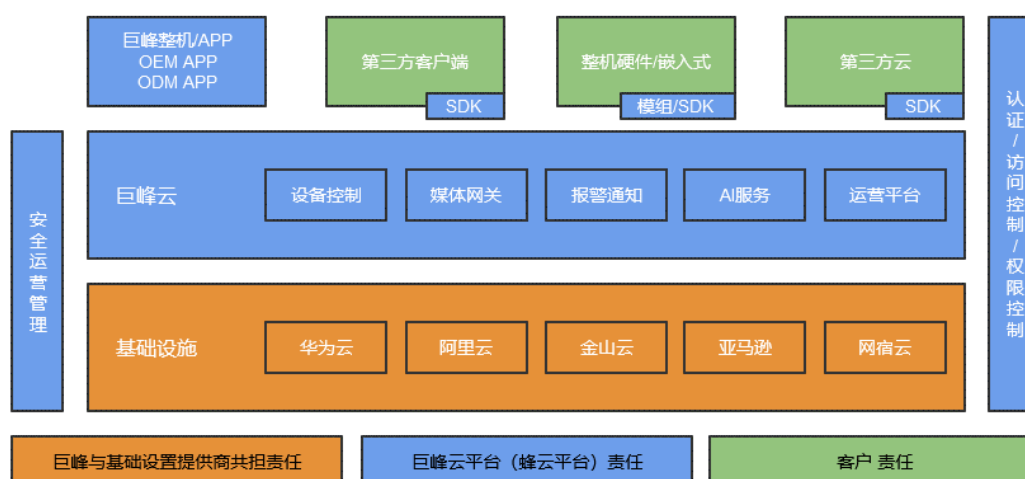 巨峰整机/APP
OEM APP
ODM APP
第三方客户端
SDK
整机硬件/嵌入式
模组/SDK
第三方云
SDK
安全运营管理
巨峰云
设备控制
媒体网关
报警通知
AI服务
运营平台
基础设施
华为云
阿里云
金山云
亚马逊
网宿云
认证/访问控制/权限控制
巨峰与基础设置提供商共担责任
巨峰云平台（蜂云平台）责任
客户 责任